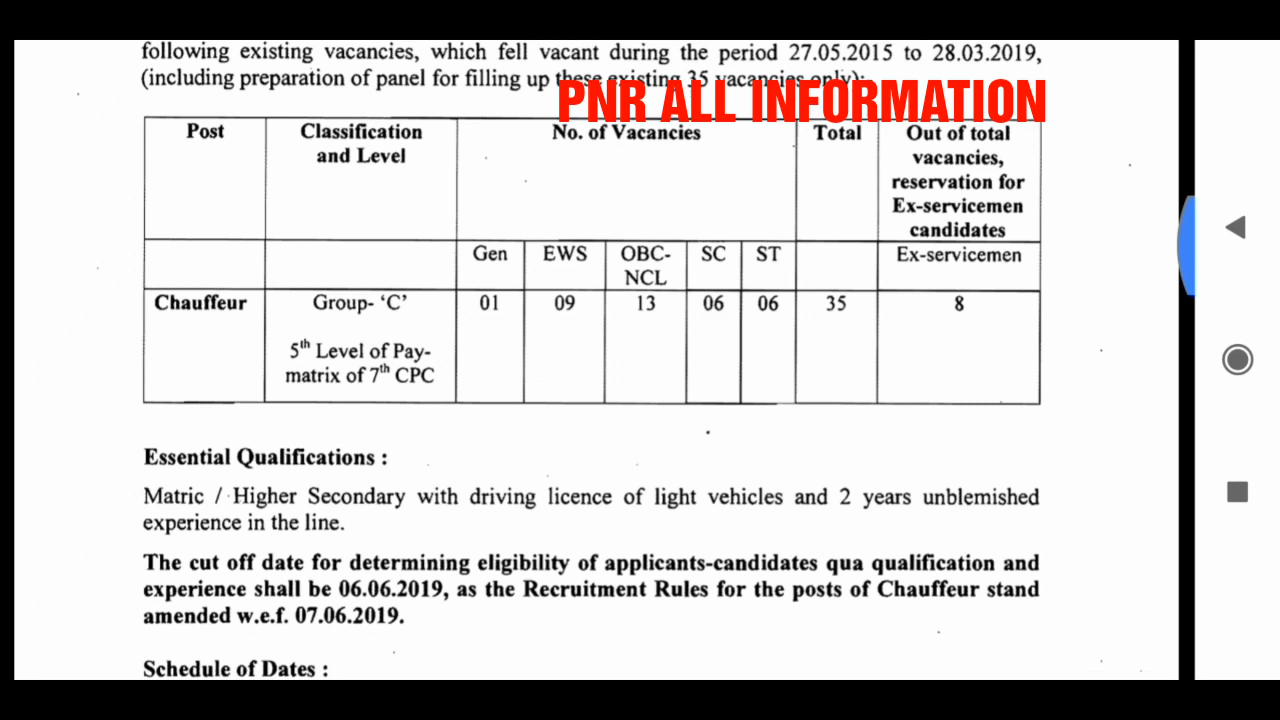 following existing vacancies, which fell vacant during the period 27.05.2015 to 28.03.2019,
(including preparation of panel for filling up these existing 35 vacancies only):
PNR ALL INFORMATION
Post
Classification
and Level
No. of Vacancies
Total
Out of total
vacancies,
reservation for
Ex-servicemen
candidates
Gen
EWS
OBC-
NCL
SC
ST
Ex-servicemen
Chauffeur
Group- ‘C’
5th Level of Pay-
matrix of 7th CPC
01
09
13
06
06
35
8
Essential Qualifications :
Matric / Higher Secondary with driving licence of light vehicles and 2 years unblemished
experience in the line.
The cut off date for determining eligibility of applicants-candidates qua qualification and
experience shall be 06.06.2019, as the Recruitment Rules for the posts of Chauffeur stand
amended w.e.f. 07.06.2019.
Schedule of Dates :